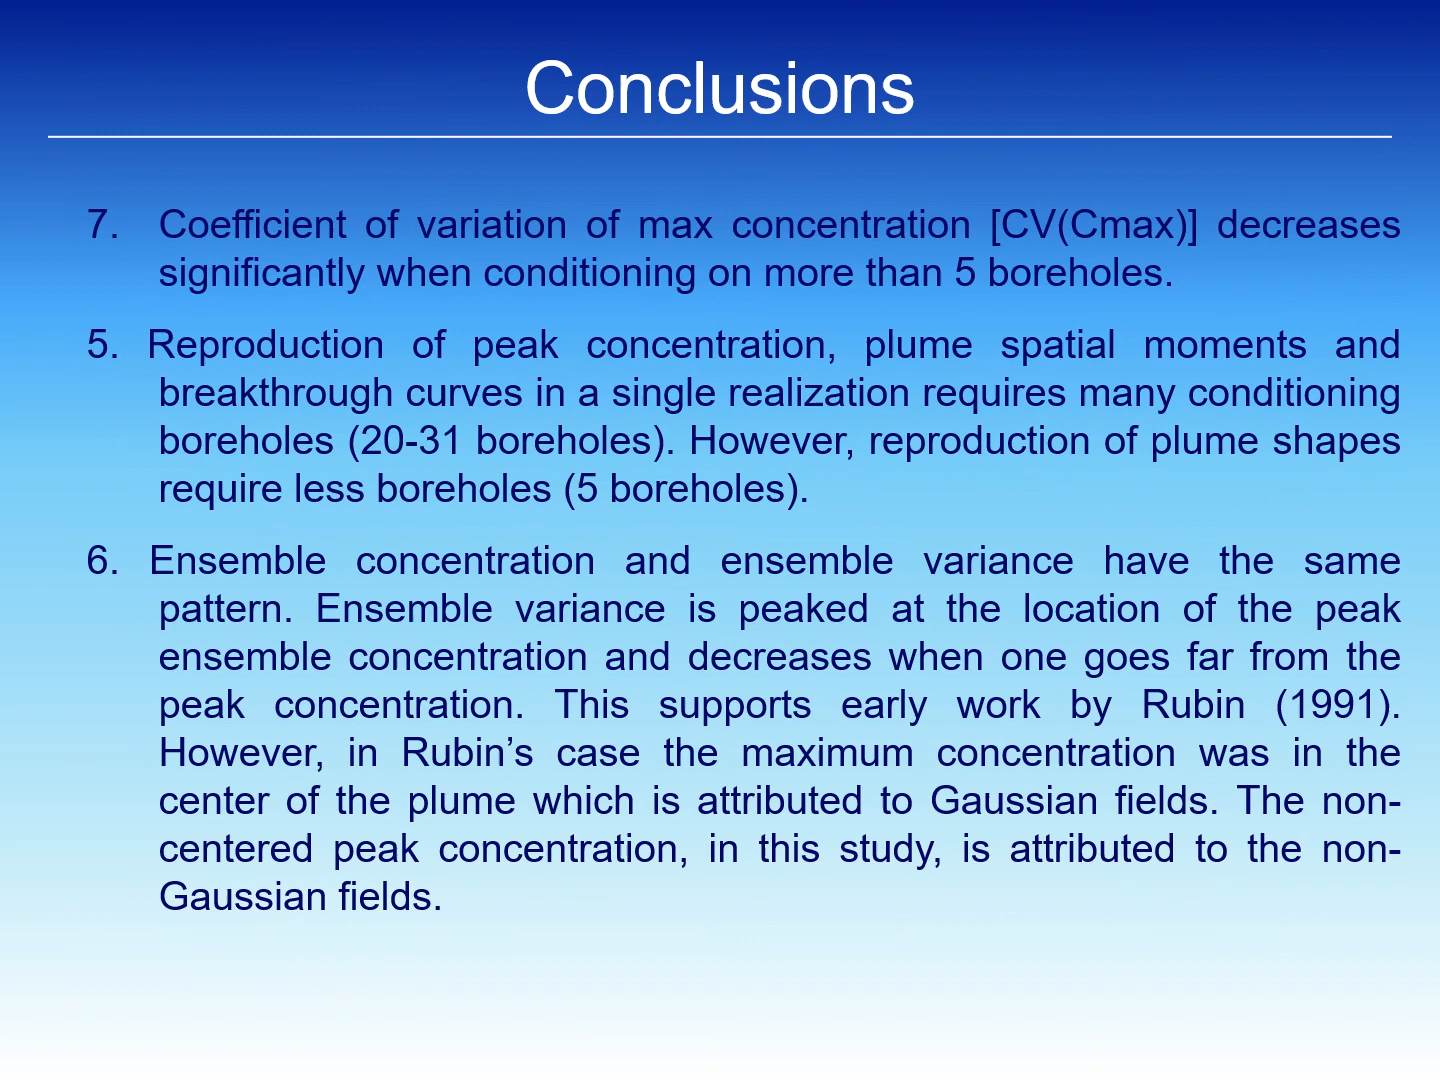 Conclusions
7. Coefficient of variation of max concentration [CV(Cmax)] decreases
significantly when conditioning on more than 5 boreholes.
5. Reproduction of peak concentration, plume spatial moments and
breakthrough curves in a single realization requires many conditioning
boreholes (20-31 boreholes). However, reproduction of plume shapes
require less boreholes (5 boreholes).
6. Ensemble concentration and ensemble variance have the same
pattern. Ensemble variance is peaked at the location of the peak
ensemble concentration and decreases when one goes far from the
peak concentration. This supports early work by Rubin (1991).
However, in Rubin’s case the maximum concentration was in the
center of the plume which is attributed to Gaussian fields. The non-
centered peak concentration, in this study, is attributed to the non-
Gaussian fields.